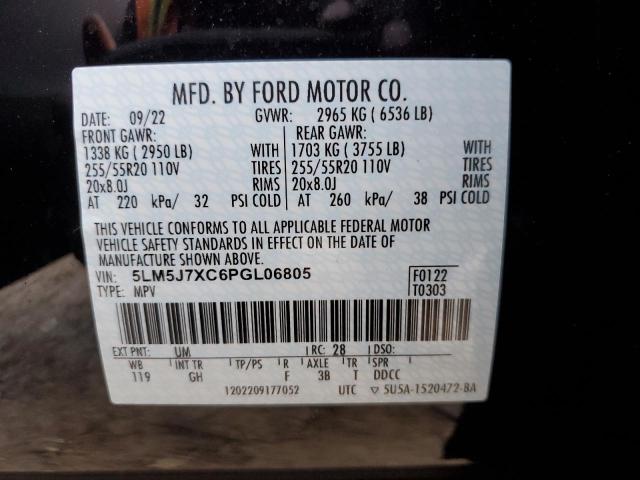 MFD. BY FORD MOTOR CO.
DATE: 09/22 GVWR: 2965 KG ( 6536 LB)
FRONT GAWR: REAR GAWR:
1338 KG ( 2950 LB) WITH 1703 KG ( 3755 LB) WITH
255/55R20 110V TIRES 255/55R20 110V TIRES
20x8.0J RIMS 20x8.0J RIMS
AT 220 kPa/ 32 PSI COLD AT 260 kPa/ 38 PSI COLD
THIS VEHICLE CONFORMS TO ALL APPLICABLE FEDERAL MOTOR
VEHICLE SAFETY STANDARDS IN EFFECT ON THE DATE OF
MANUFACTURE SHOWN ABOVE.
VIN: 5LM5J7XC6PGL06805 F0122
TYPE: MPV T0303
EXT PNT: UM RC: 28 DSO:
WB INT TR TP/PS R AXLE TR SPR
119 GH F 3B T DDCC
1202209177052 UTC ▽ 5U5A-1520472-BA